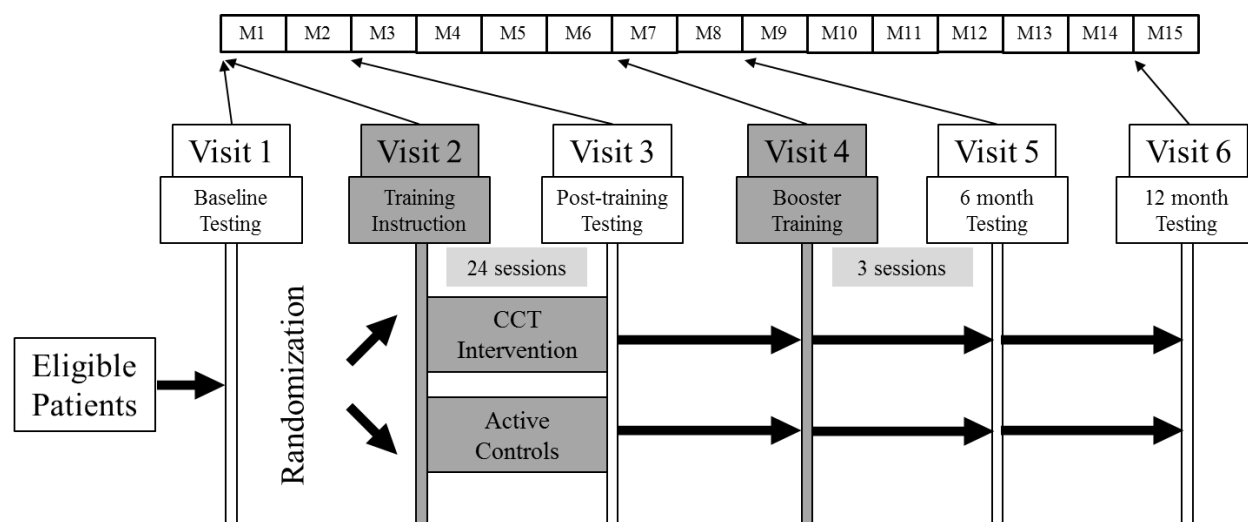 M1 M2 M3 M4 M5 M6 M7 M8 M9 M10 M11 M12 M13 M14 M15
Visit 1
Baseline
Testing
Visit 2
Training
Instruction
Visit 3
Post-training
Testing
Visit 4
Booster
Training
Visit 5
6 month
Testing
Visit 6
12 month
Testing
24 sessions
3 sessions
Eligible
Patients
Randomization
CCT
Intervention
Active
Controls